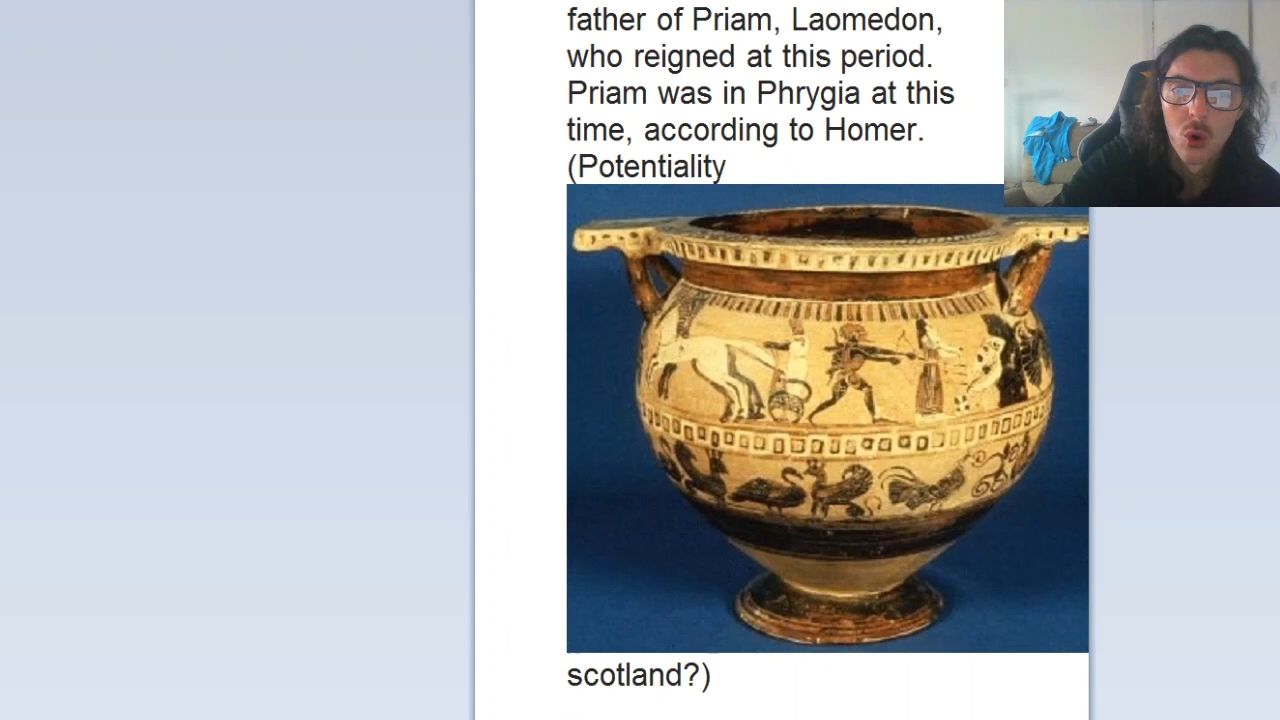 father of Priam, Laomedon,
who reigned at this period.
Priam was in Phrygia at this
time, according to Homer.
(Potentiality
scotland?)